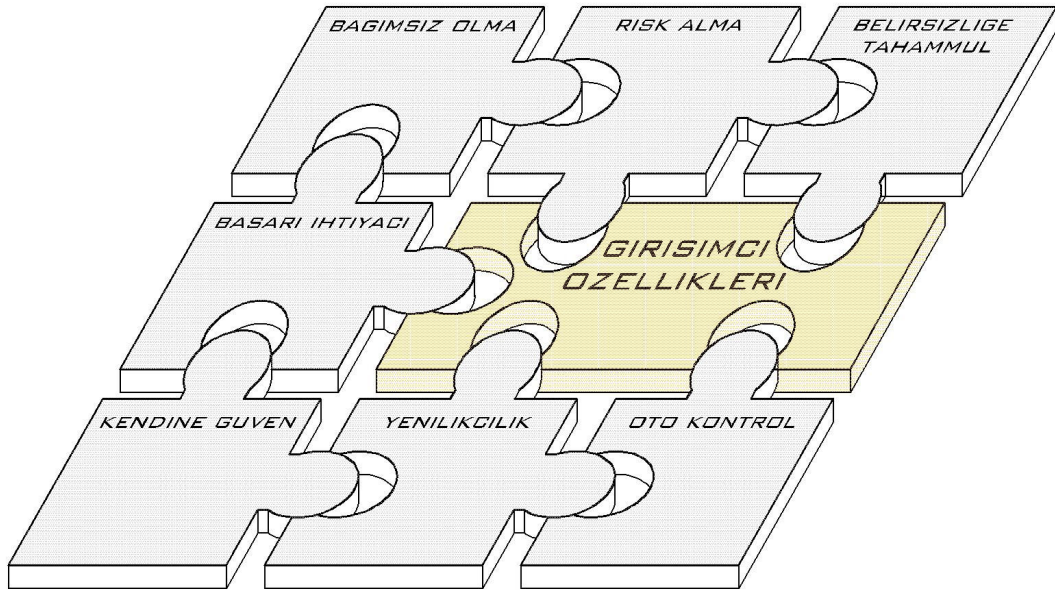 BAGIMSIZ OLMA
RISK ALMA
BELIRSIZLIGE
TAHAMMUL
BASARI IHTIYACI
GIRISIMCI
OZELLIKLERI
KENDINE GUVEN
YENILIKCILIK
OTO KONTROL